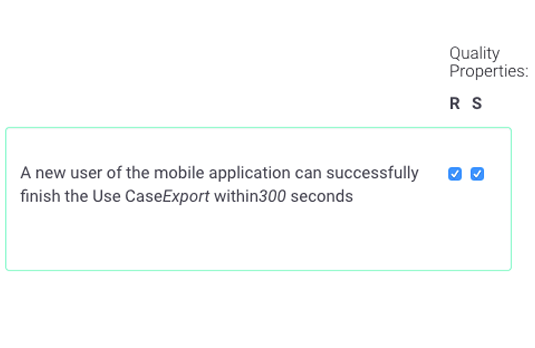 Quality
Properties:
R S
A new user of the mobile application can successfully
finish the Use CaseExport within300 seconds